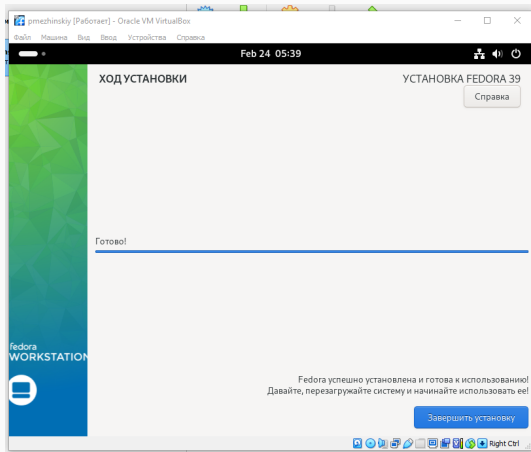 pmezhinskiy [Работает] - Oracle VM VirtualBox
Файл Машина Вид Ввод Устройства Справка
Feb 24 05:39
ХОД УСТАНОВКИ
УСТАНОВКА FEDORA 39
Справка
Готово!
fedora
WORKSTATION
Fedora успешно установлена и готова к использованию!
Давайте, перезагружайте систему и начинайте использовать ее!
Завершить установку
Right Ctrl